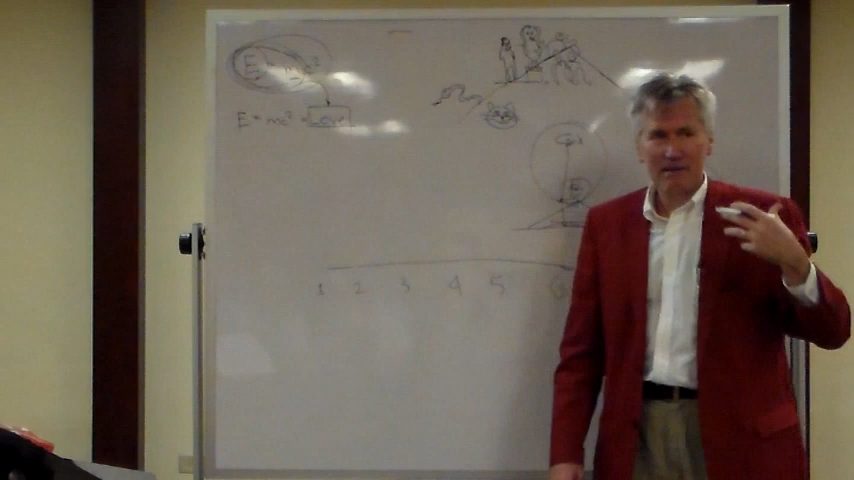 E = mc²
E = mc² = Love
1 2 3 4 5 6